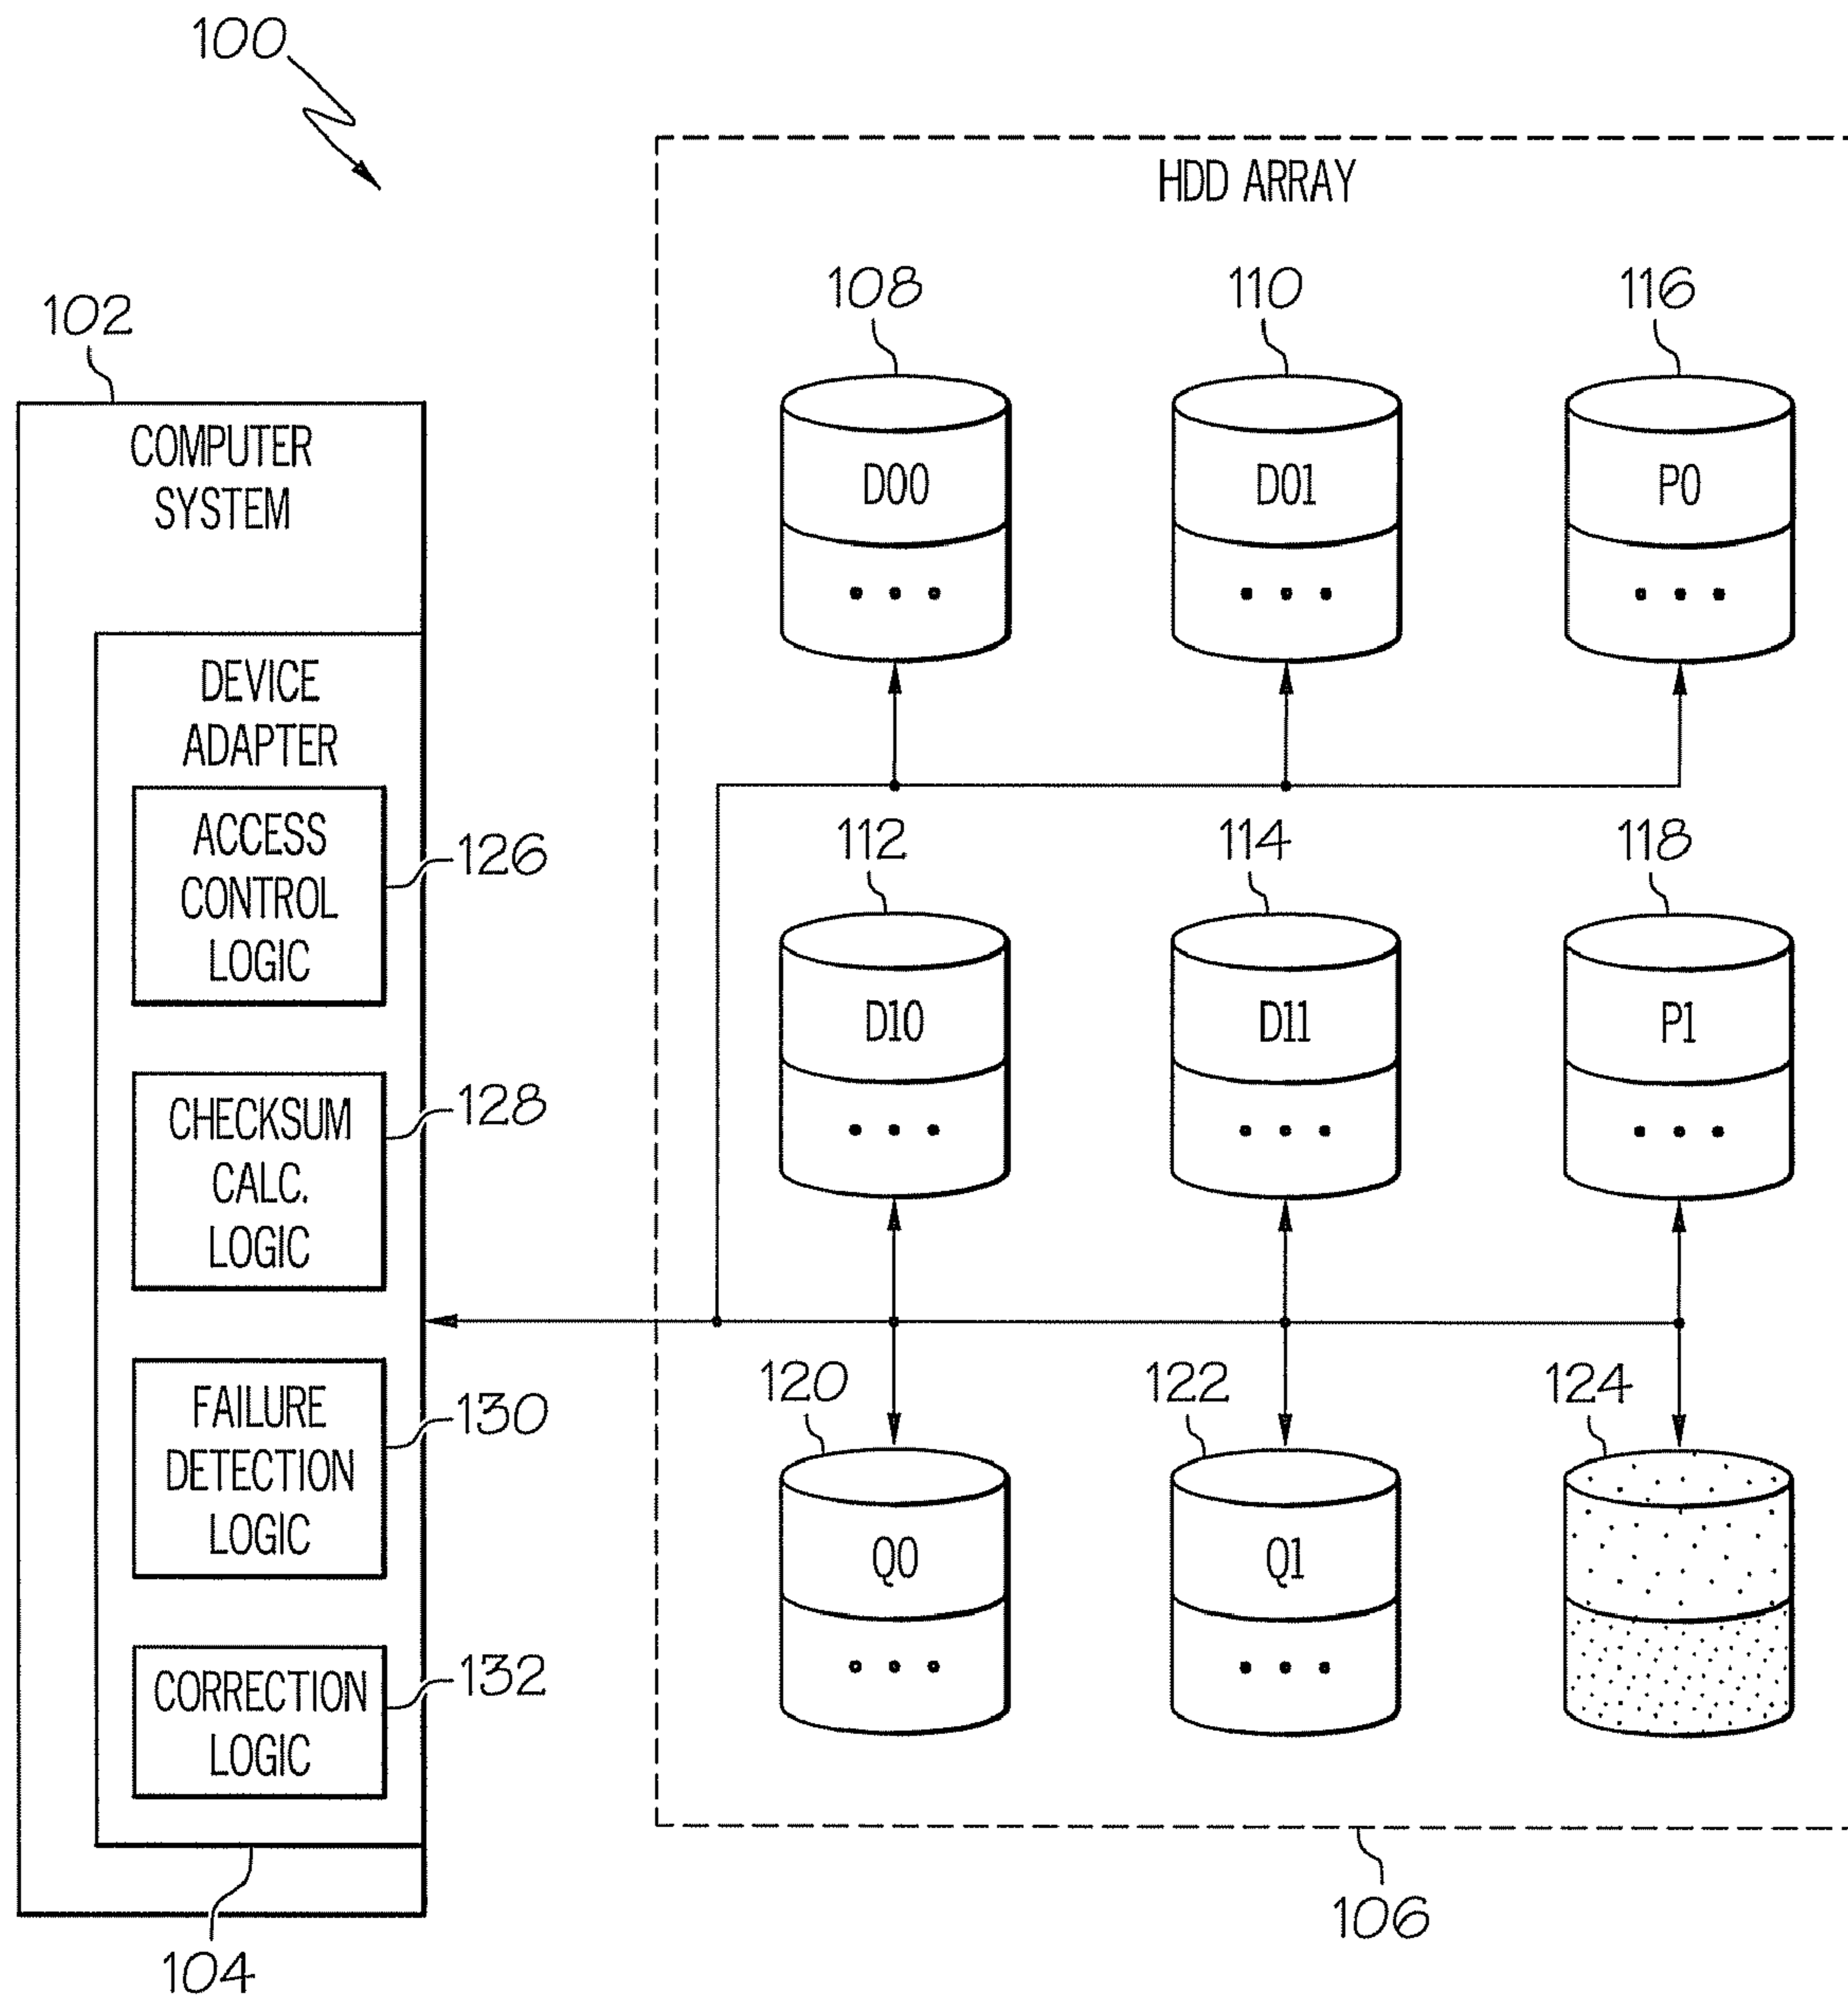 100
HDD ARRAY
108
110
116
102
COMPUTER
SYSTEM
D00
D01
P0
• • •
• • •
• • •
DEVICE
ADAPTER
ACCESS
CONTROL
LOGIC
126
112
114
118
D10
D11
P1
• • •
• • •
• • •
CHECKSUM
CALC.
LOGIC
128
FAILURE
DETECTION
LOGIC
130
120
122
124
Q0
Q1
• • •
• • •
CORRECTION
LOGIC
132
104
106